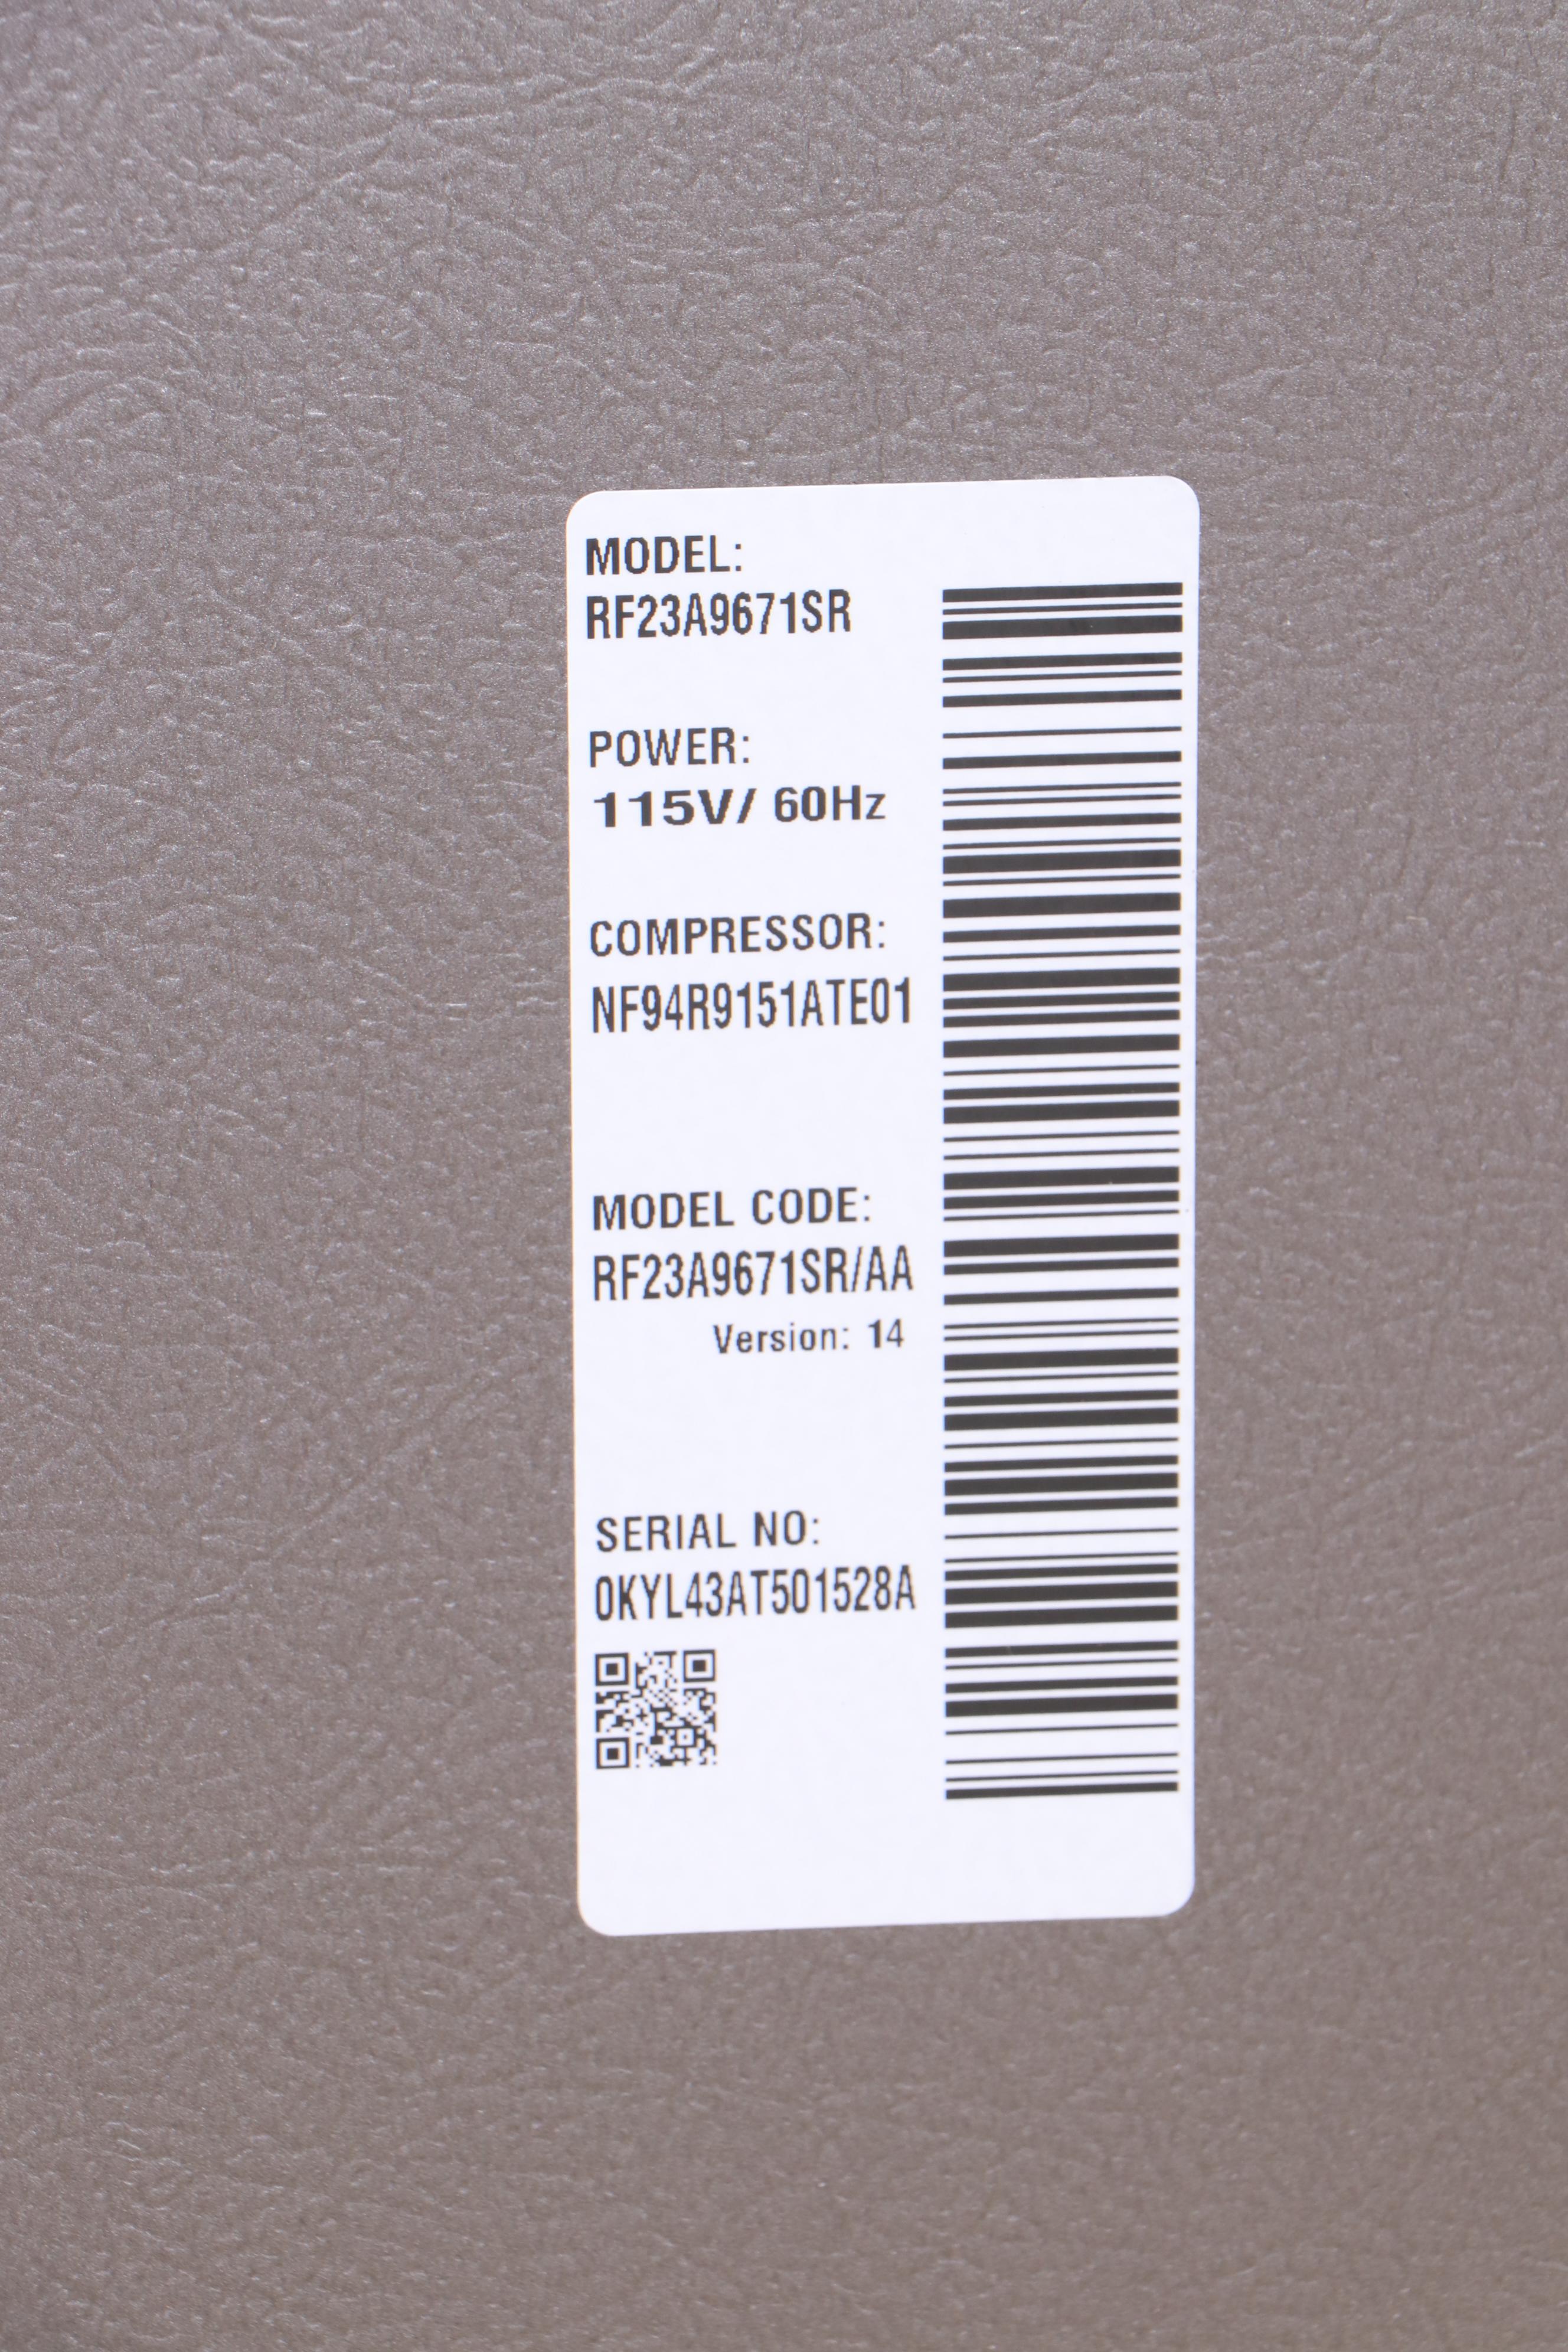 MODEL:
RF23A9671SR
POWER:
115V/ 60Hz
COMPRESSOR:
NF94R9151ATE01
MODEL CODE:
RF23A9671SR/AA
Version: 14
SERIAL NO:
0KYL43AT501528A